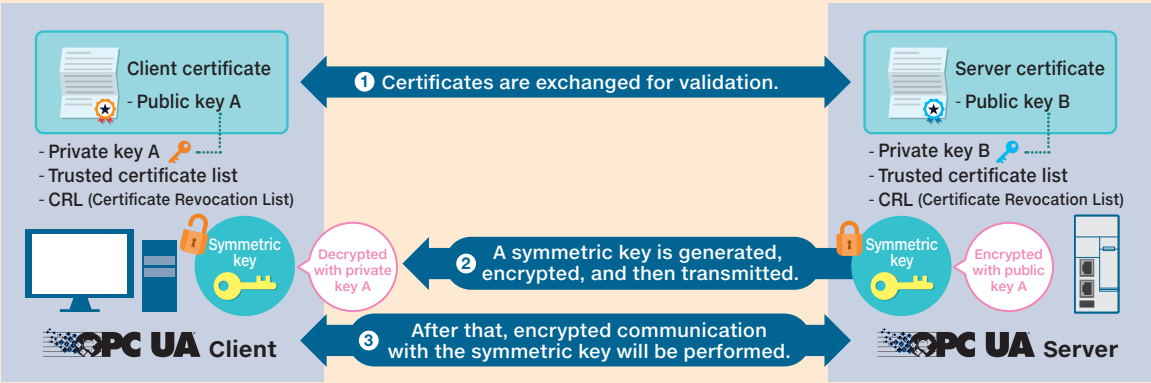 Client certificate
- Public key A
- Private key A
- Trusted certificate list
- CRL (Certificate Revocation List)
Symmetric
key
Decrypted
with private
key A
OPC UA Client
1 Certificates are exchanged for validation.
2 A symmetric key is generated,
encrypted, and then transmitted.
3 After that, encrypted communication
with the symmetric key will be performed.
Server certificate
- Public key B
- Private key B
- Trusted certificate list
- CRL (Certificate Revocation List)
Symmetric
key
Encrypted
with public
key A
OPC UA Server